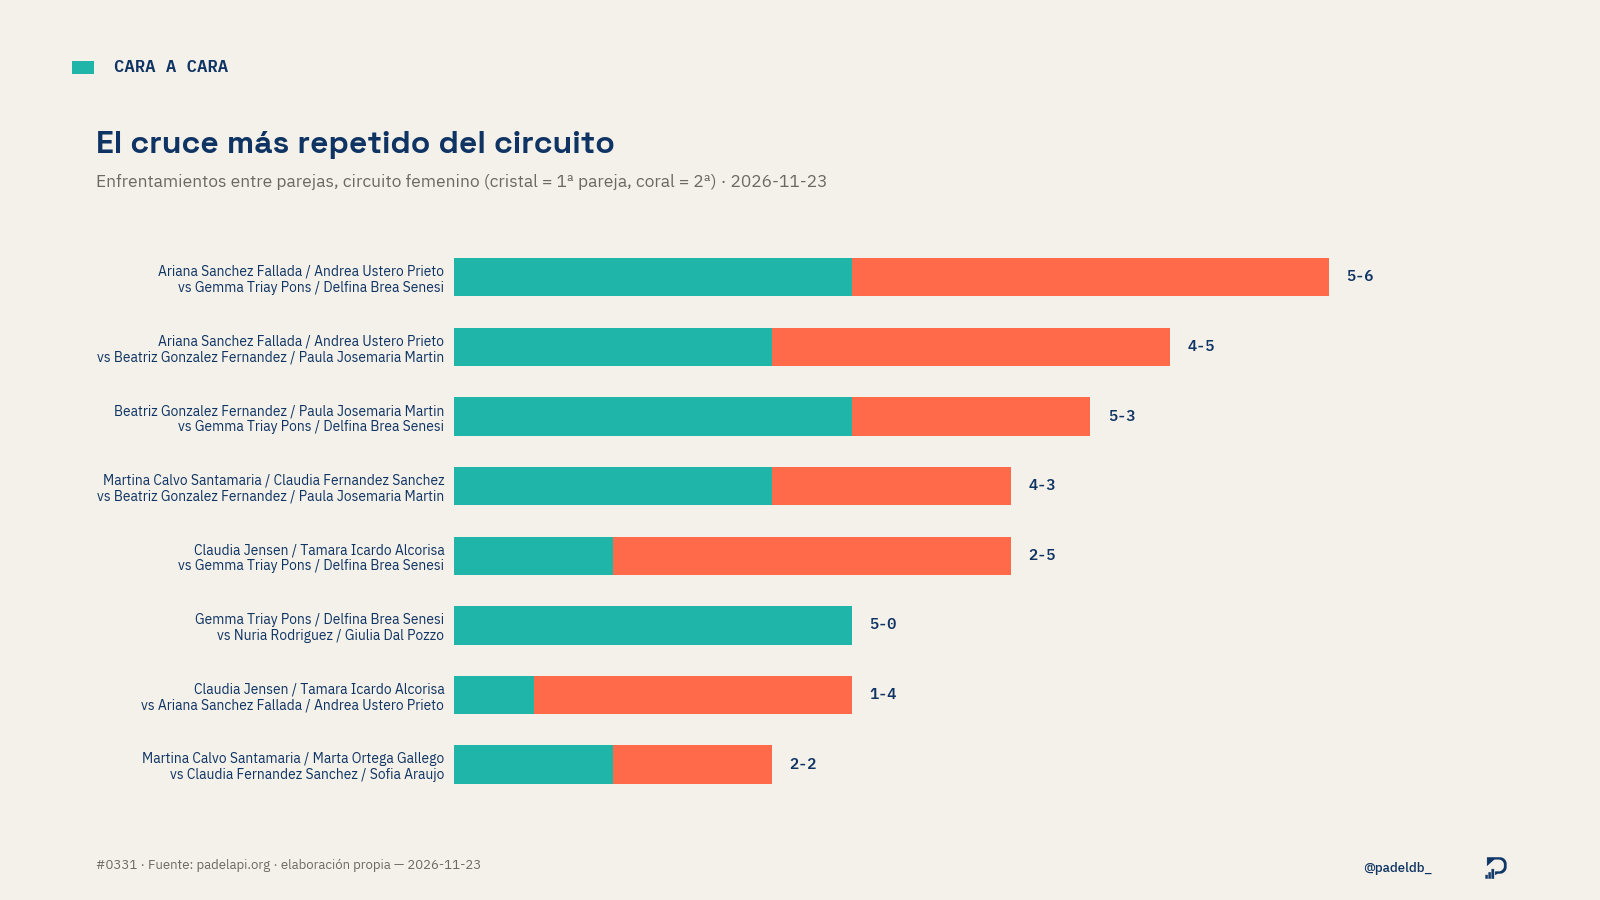 CARA A CARA
El cruce más repetido del circuito
Enfrentamientos entre parejas, circuito femenino (cristal = 1ª pareja, coral = 2ª) · 2026-11-23
Ariana Sanchez Fallada / Andrea Ustero Prieto
vs Gemma Triay Pons / Delfina Brea Senesi
5-6
Ariana Sanchez Fallada / Andrea Ustero Prieto
vs Beatriz Gonzalez Fernandez / Paula Josemaria Martin
4-5
Beatriz Gonzalez Fernandez / Paula Josemaria Martin
vs Gemma Triay Pons / Delfina Brea Senesi
5-3
Martina Calvo Santamaria / Claudia Fernandez Sanchez
vs Beatriz Gonzalez Fernandez / Paula Josemaria Martin
4-3
Claudia Jensen / Tamara Icardo Alcorisa
vs Gemma Triay Pons / Delfina Brea Senesi
2-5
Gemma Triay Pons / Delfina Brea Senesi
vs Nuria Rodriguez / Giulia Dal Pozzo
5-0
Claudia Jensen / Tamara Icardo Alcorisa
vs Ariana Sanchez Fallada / Andrea Ustero Prieto
1-4
Martina Calvo Santamaria / Marta Ortega Gallego
vs Claudia Fernandez Sanchez / Sofia Araujo
2-2
#0331 · Fuente: padelapi.org · elaboración propia — 2026-11-23
@padeldb_